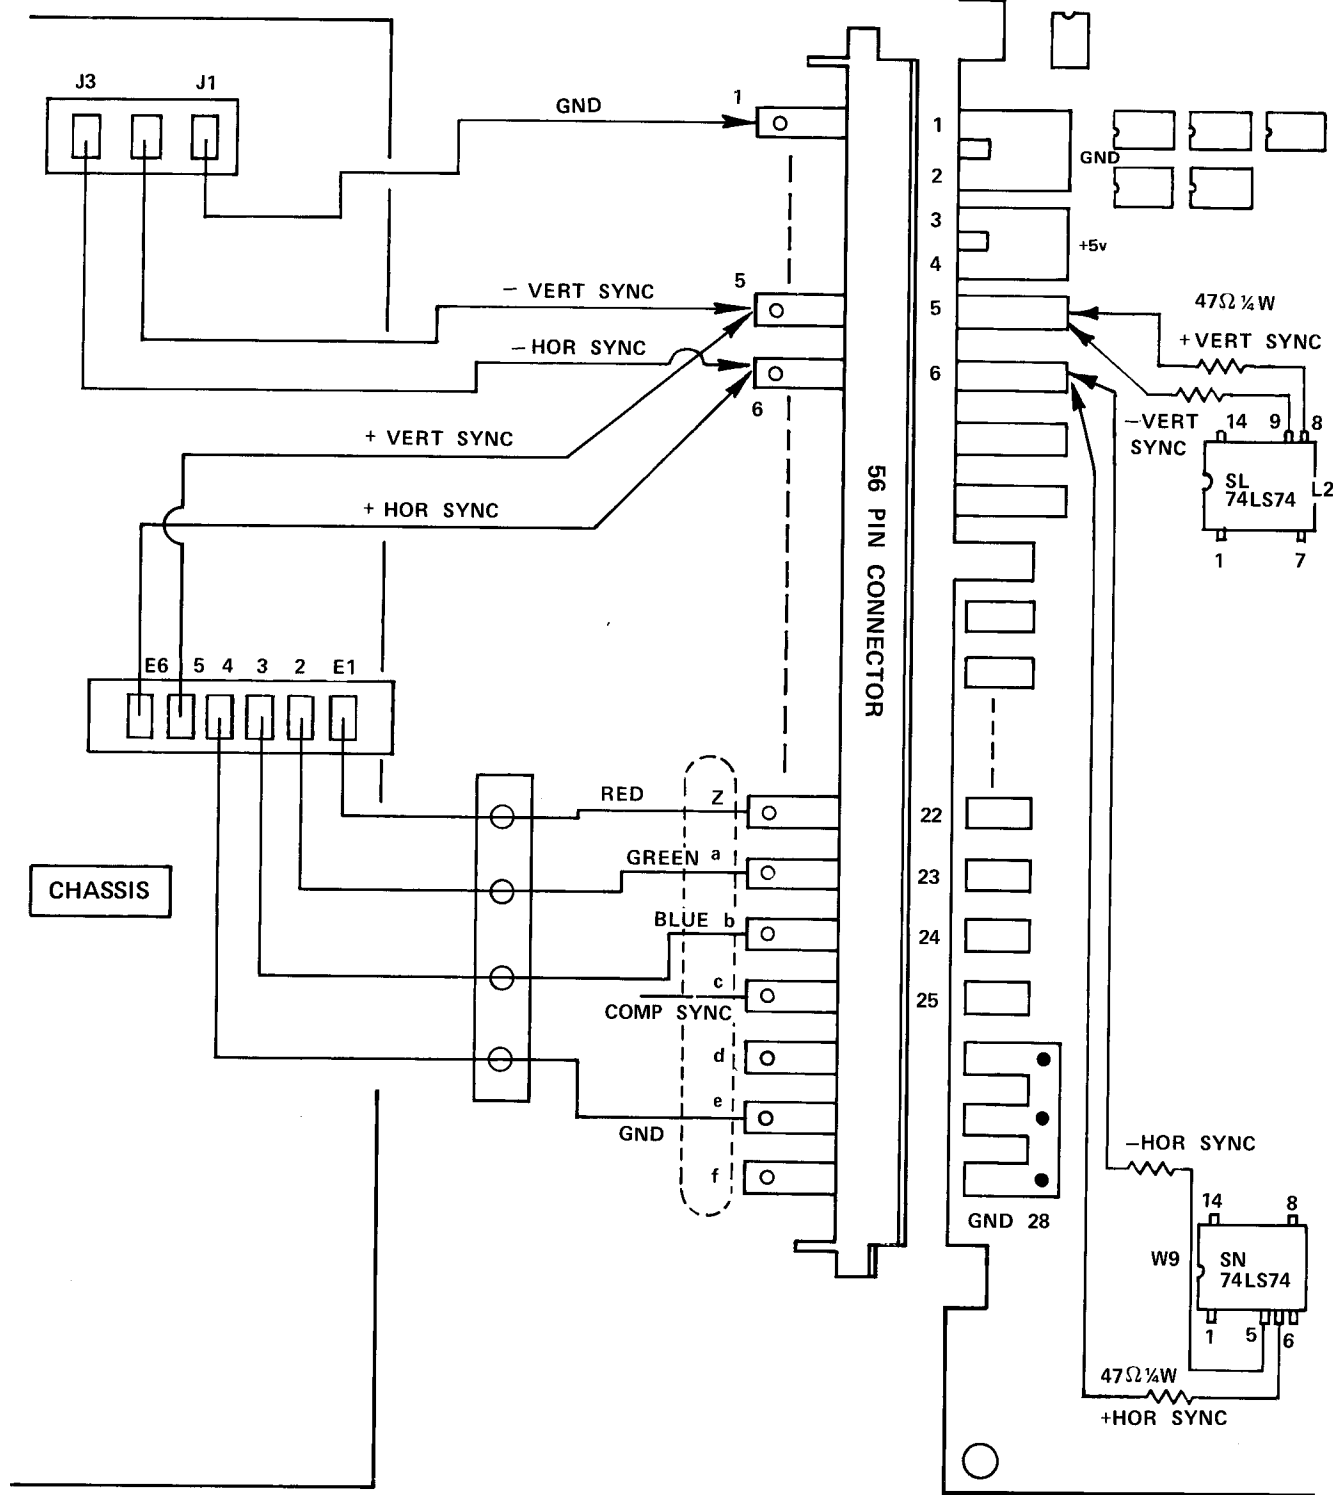 J3 J1
GND
1
1
2
GND
3
4
+5v
5
5
– VERT SYNC
– HOR SYNC
6
6
47Ω ¼W
+ VERT SYNC
–VERT SYNC
14 9 8
SL
74LS74
L2
1 7
+ VERT SYNC
+ HOR SYNC
56 PIN CONNECTOR
E6 5 4 3 2 E1
CHASSIS
RED Z
22
GREEN a
23
BLUE b
24
c
COMP SYNC
25
d
e
GND
f
GND 28
–HOR SYNC
14 8
W9
SN
74LS74
1 5 6
47Ω ¼W
+HOR SYNC